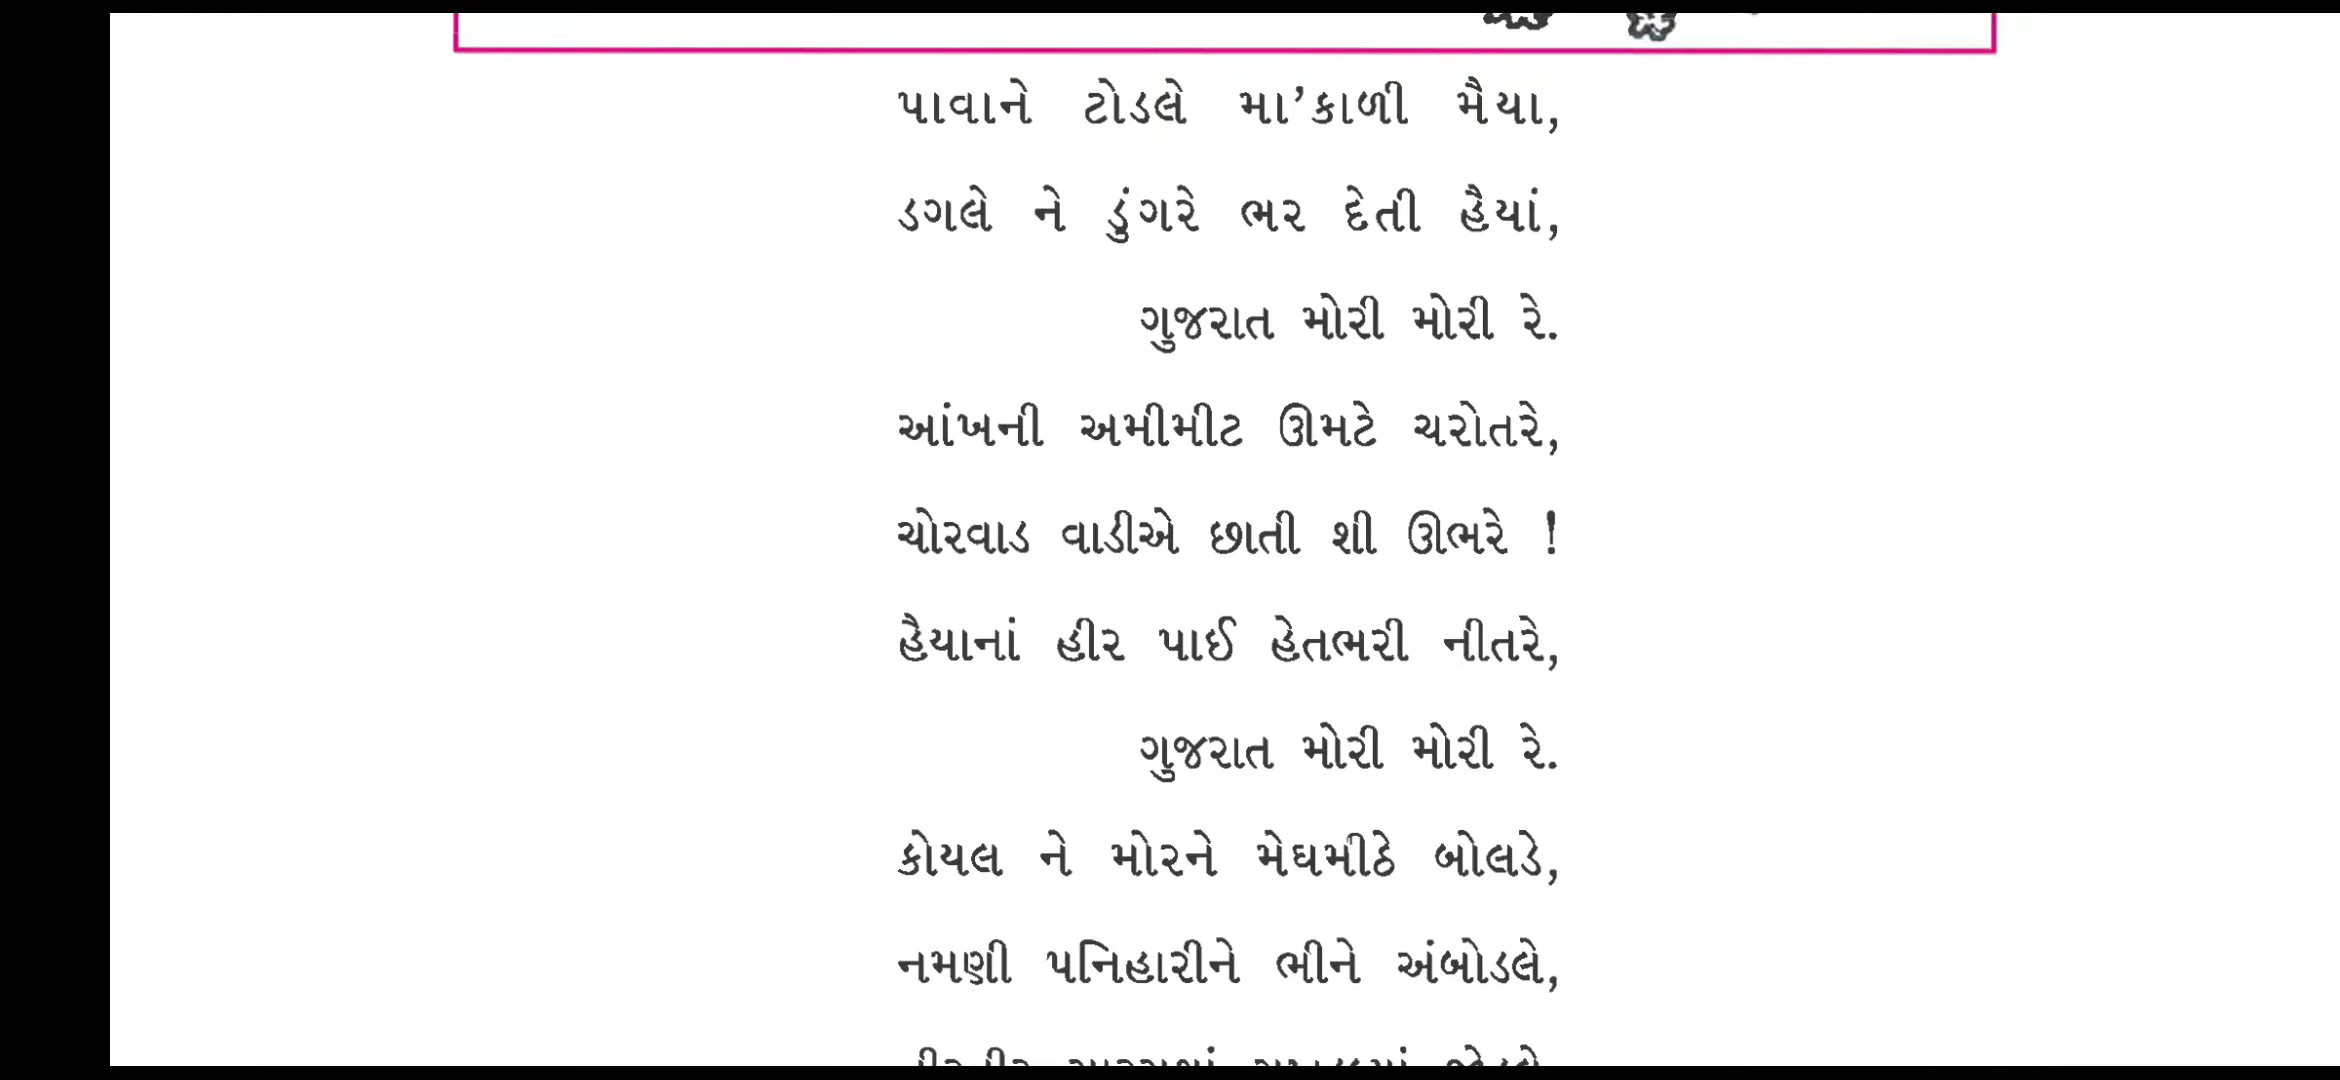 પાવાને ટોડલે મા’કાળી મૈયા,
ડગલે ને ડુંગરે ભર દેતી હૈયાં,
ગુજરાત મોરી મોરી રે.
આંખની અમીમીટ ઊમટે ચરોતરે,
ચોરવાડ વાડીએ છાતી શી ઊભરે !
હૈયાનાં હીર પાઈ હેતભરી નીતરે,
ગુજરાત મોરી મોરી રે.
કોયલ ને મોરને મેઘમીઠે બોલડે,
નમણી પનિહારીને ભીને અંબોડલે,